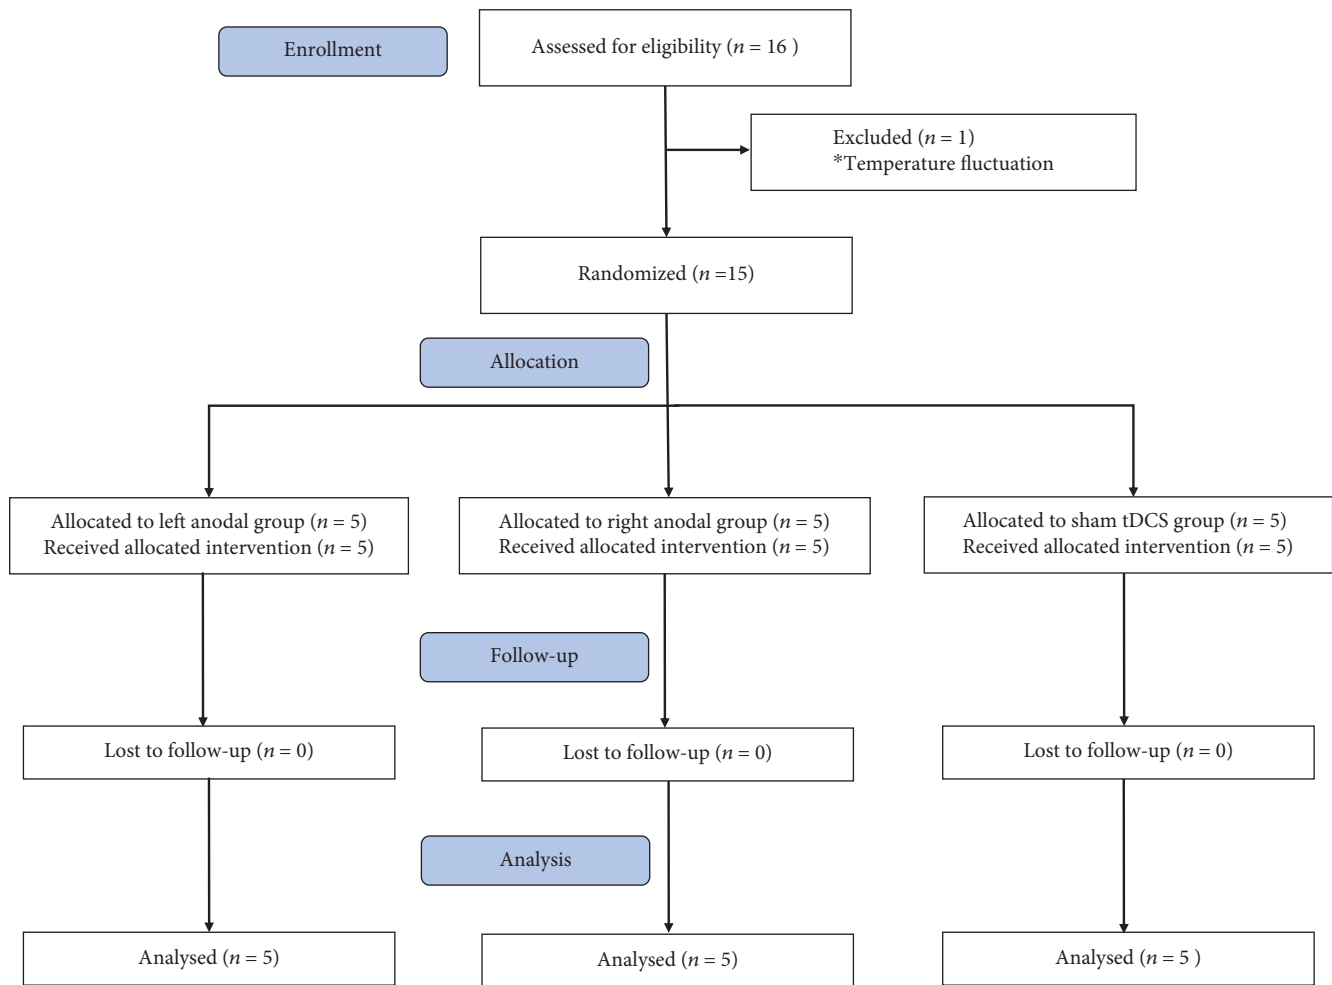 Enrollment
Assessed for eligibility (n = 16 )
Excluded (n = 1)
*Temperature fluctuation
Randomized (n =15)
Allocation
Allocated to left anodal group (n = 5)
Received allocated intervention (n = 5)
Allocated to right anodal group (n = 5)
Received allocated intervention (n = 5)
Allocated to sham tDCS group (n = 5)
Received allocated intervention (n = 5)
Follow-up
Lost to follow-up (n = 0)
Lost to follow-up (n = 0)
Lost to follow-up (n = 0)
Analysis
Analysed (n = 5)
Analysed (n = 5)
Analysed (n = 5 )